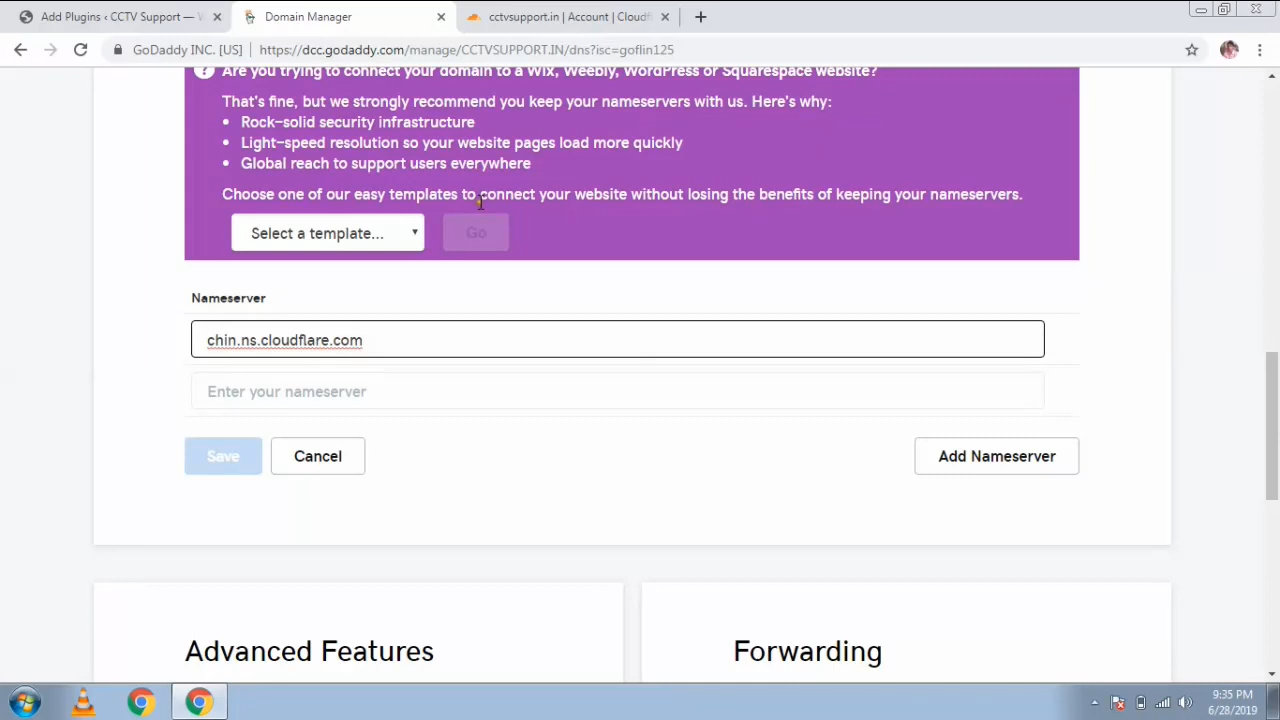 Add Plugins ‹ CCTV Support — W
Domain Manager
cctvsupport.in | Account | Cloudf
GoDaddy INC. [US]
https://dcc.godaddy.com/manage/CCTVSUPPORT.IN/dns?isc=goflin125
? Are you trying to connect your domain to a Wix, Weebly, WordPress or Squarespace website?
That's fine, but we strongly recommend you keep your nameservers with us. Here's why:
• Rock-solid security infrastructure
• Light-speed resolution so your website pages load more quickly
• Global reach to support users everywhere
Choose one of our easy templates to connect your website without losing the benefits of keeping your nameservers.
Select a template... Go
Nameserver
chin.ns.cloudflare.com
Enter your nameserver
Save Cancel Add Nameserver
Advanced Features
Forwarding
9:35 PM
6/28/2019